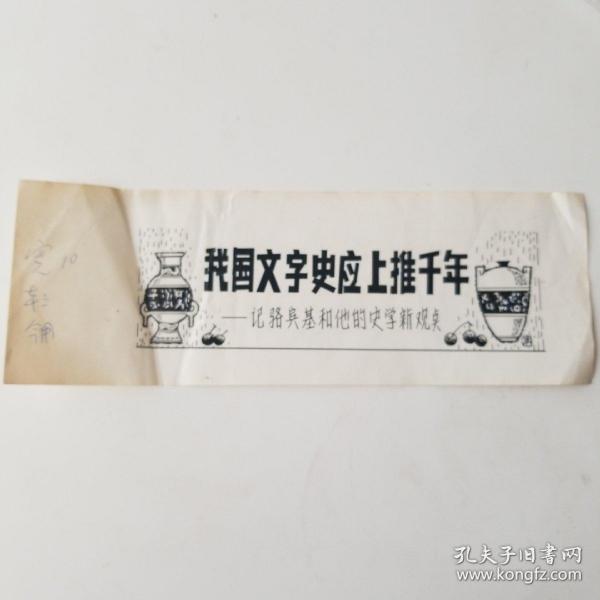 我国文字史应上推千年
——记骆宾基和他的史学新观点
10
孔夫子旧书网
www.kongfz.com